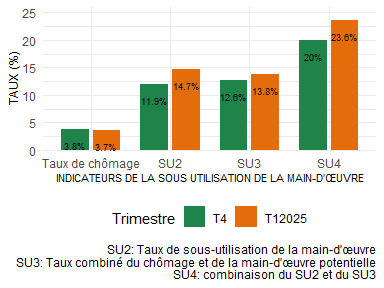 TAUX (%)
25
20
15
10
5
0
3.8%
3.7%
11.9%
14.7%
12.6%
13.8%
20%
23.6%
Taux de chômage
SU2
SU3
SU4
INDICATEURS DE LA SOUS UTILISATION DE LA MAIN-D'ŒUVRE
Trimestre
T4
T12025
SU2: Taux de sous-utilisation de la main-d'œuvre
SU3: Taux combiné du chômage et de la main-d'œuvre potentielle
SU4: combinaison du SU2 et du SU3